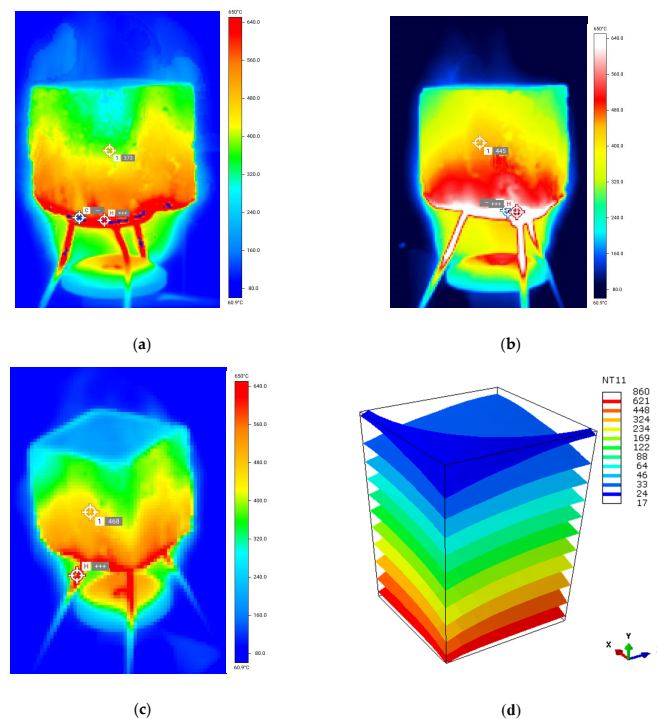 650°C
640.0
560.0
480.0
400.0
320.0
240.0
160.0
80.0
60.9°C
C
---
H
+++
(a)
650°C
640.0
560.0
480.0
400.0
320.0
240.0
160.0
80.0
60.9°C
1 445
+++
H
(b)
650°C
640.0
560.0
480.0
400.0
320.0
240.0
160.0
80.0
60.9°C
1 468
H +++
(c)
NT11
860
621
448
324
234
169
122
88
64
46
33
24
17
X
Y
(d)